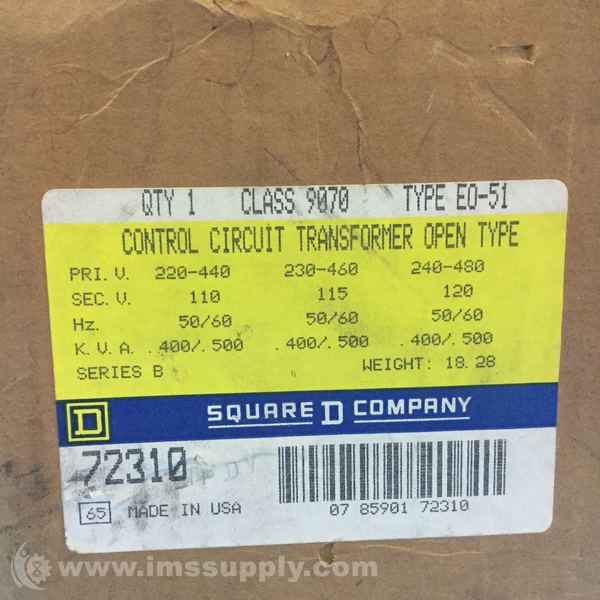 QTY 1 CLASS 9070 TYPE EO-51
CONTROL CIRCUIT TRANSFORMER OPEN TYPE
PRI. V. 220-440 230-460 240-480
SEC. V. 110 115 120
Hz. 50/60 50/60 50/60
K. V. A. .400/.500 .400/.500 .400/.500
SERIES B WEIGHT: 18.28
D SQUARE D COMPANY
72310
65 MADE IN USA
07 85901 72310
www.imssupply.com